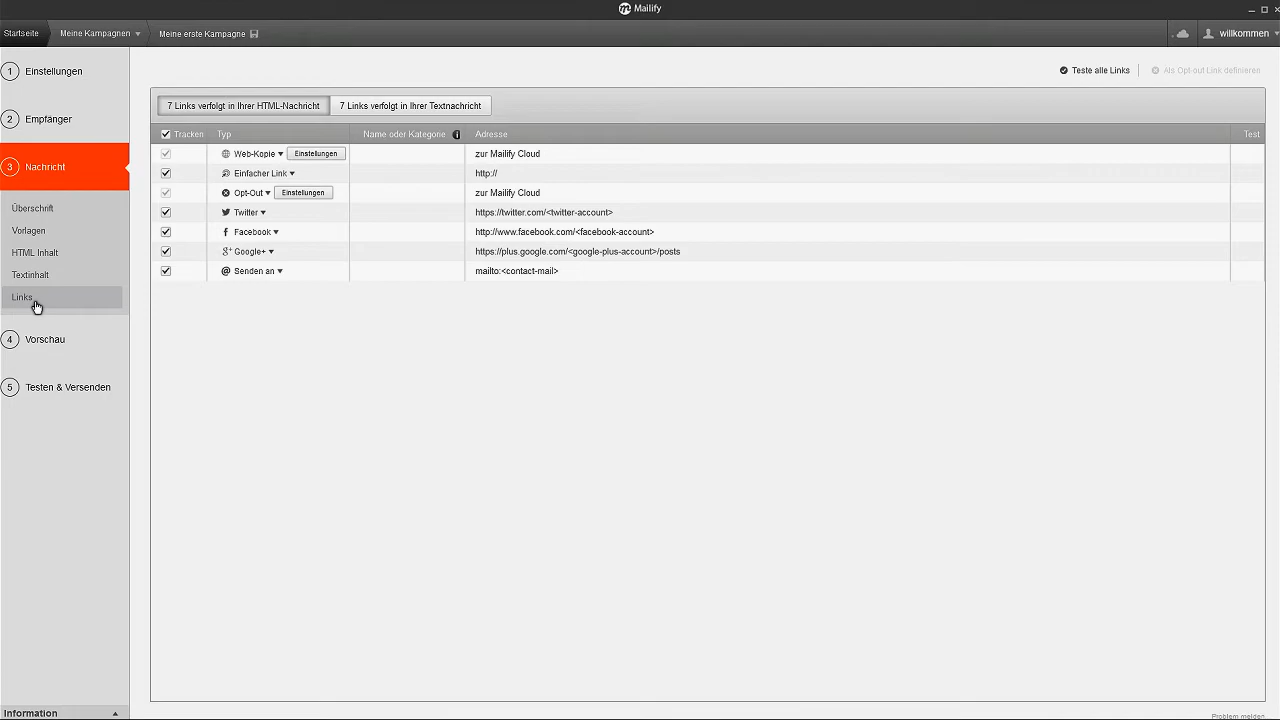 Mailify
Startseite Meine Kampagnen Meine erste Kampagne willkommen
1 Einstellungen
2 Empfänger
3 Nachricht
Überschrift
Vorlagen
HTML Inhalt
Textinhalt
Links
4 Vorschau
5 Testen & Versenden
Information
Teste alle Links Als Opt-out Link definieren
7 Links verfolgt in Ihrer HTML-Nachricht 7 Links verfolgt in Ihrer Textnachricht
Tracken Typ Name oder Kategorie Adresse Test
Web-Kopie Einstellungen zur Mailify Cloud
Einfacher Link http://
Opt-Out Einstellungen zur Mailify Cloud
Twitter https://twitter.com/<twitter-account>
Facebook http://www.facebook.com/<facebook-account>
Google+ https://plus.google.com/<google-plus-account>/posts
Senden an mailto:<contact-mail>
Problem melden